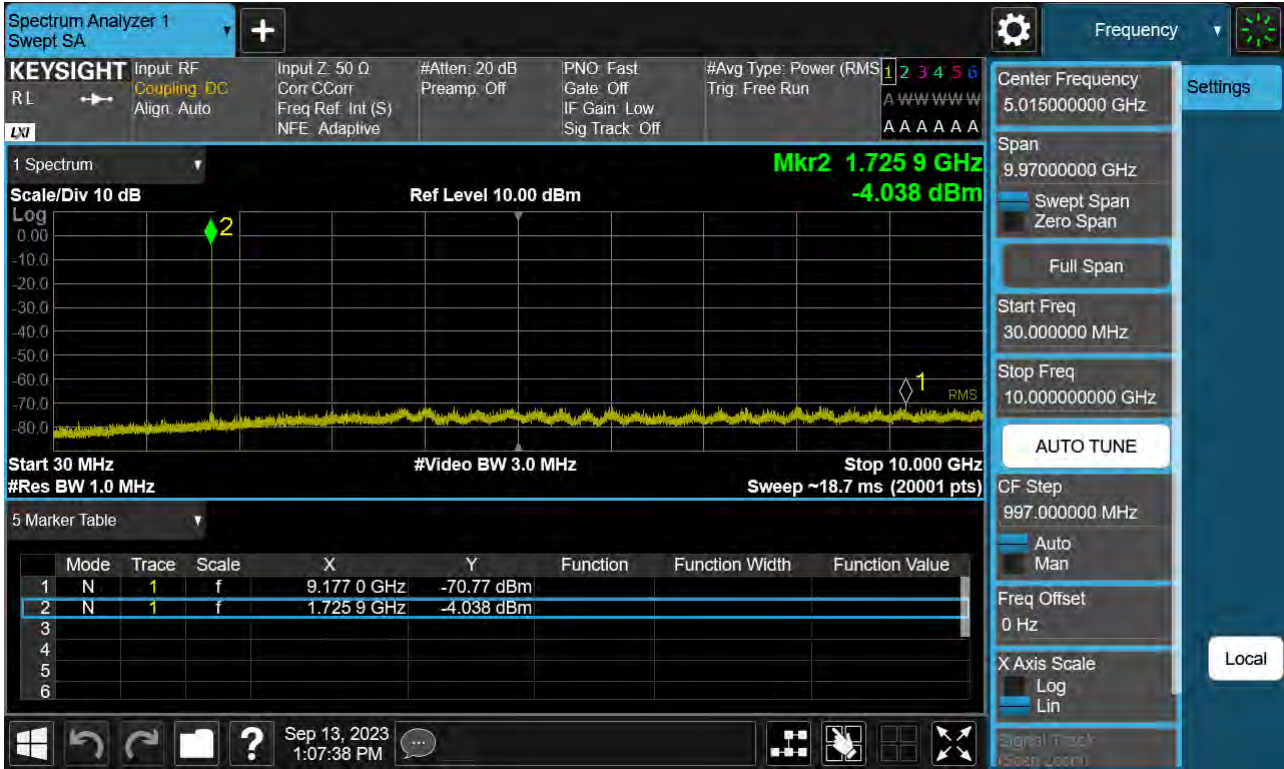 Spectrum Analyzer 1
Swept SA
+
Frequency
KEYSIGHT
RL
LXI
Input: RF
Coupling: DC
Align: Auto
Input Z: 50 Ω
Corr CCorr
Freq Ref: Int (S)
NFE: Adaptive
#Atten: 20 dB
Preamp: Off
PNO: Fast
Gate: Off
IF Gain: Low
Sig Track: Off
#Avg Type: Power (RMS
Trig: Free Run
1 2 3 4 5 6
A W W W W W
A A A A A A
1 Spectrum
Mkr2 1.725 9 GHz
-4.038 dBm
Scale/Div 10 dB
Ref Level 10.00 dBm
Log
0.00
-10.0
-20.0
-30.0
-40.0
-50.0
-60.0
-70.0
-80.0
2
1
RMS
Start 30 MHz
#Video BW 3.0 MHz
Stop 10.000 GHz
#Res BW 1.0 MHz
Sweep ~18.7 ms (20001 pts)
5 Marker Table
Mode Trace Scale X Y Function Function Width Function Value
1 N 1 f 9.177 0 GHz -70.77 dBm
2 N 1 f 1.725 9 GHz -4.038 dBm
3
4
5
6
Center Frequency
5.015000000 GHz
Span
9.97000000 GHz
Swept Span
Zero Span
Full Span
Start Freq
30.000000 MHz
Stop Freq
10.000000000 GHz
AUTO TUNE
CF Step
997.000000 MHz
Auto
Man
Freq Offset
0 Hz
X Axis Scale
Log
Lin
Signal Track
(Span Zoom)
Settings
Local
?
Sep 13, 2023
1:07:38 PM